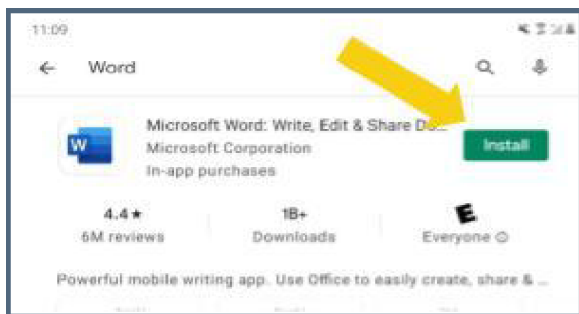 11:09
Word
Microsoft Word: Write, Edit & Share Do...
Microsoft Corporation
In-app purchases
Install
W
4.4★
6M reviews
1B+
Downloads
E
Everyone
Powerful mobile writing app. Use Office to easily create, share & ...